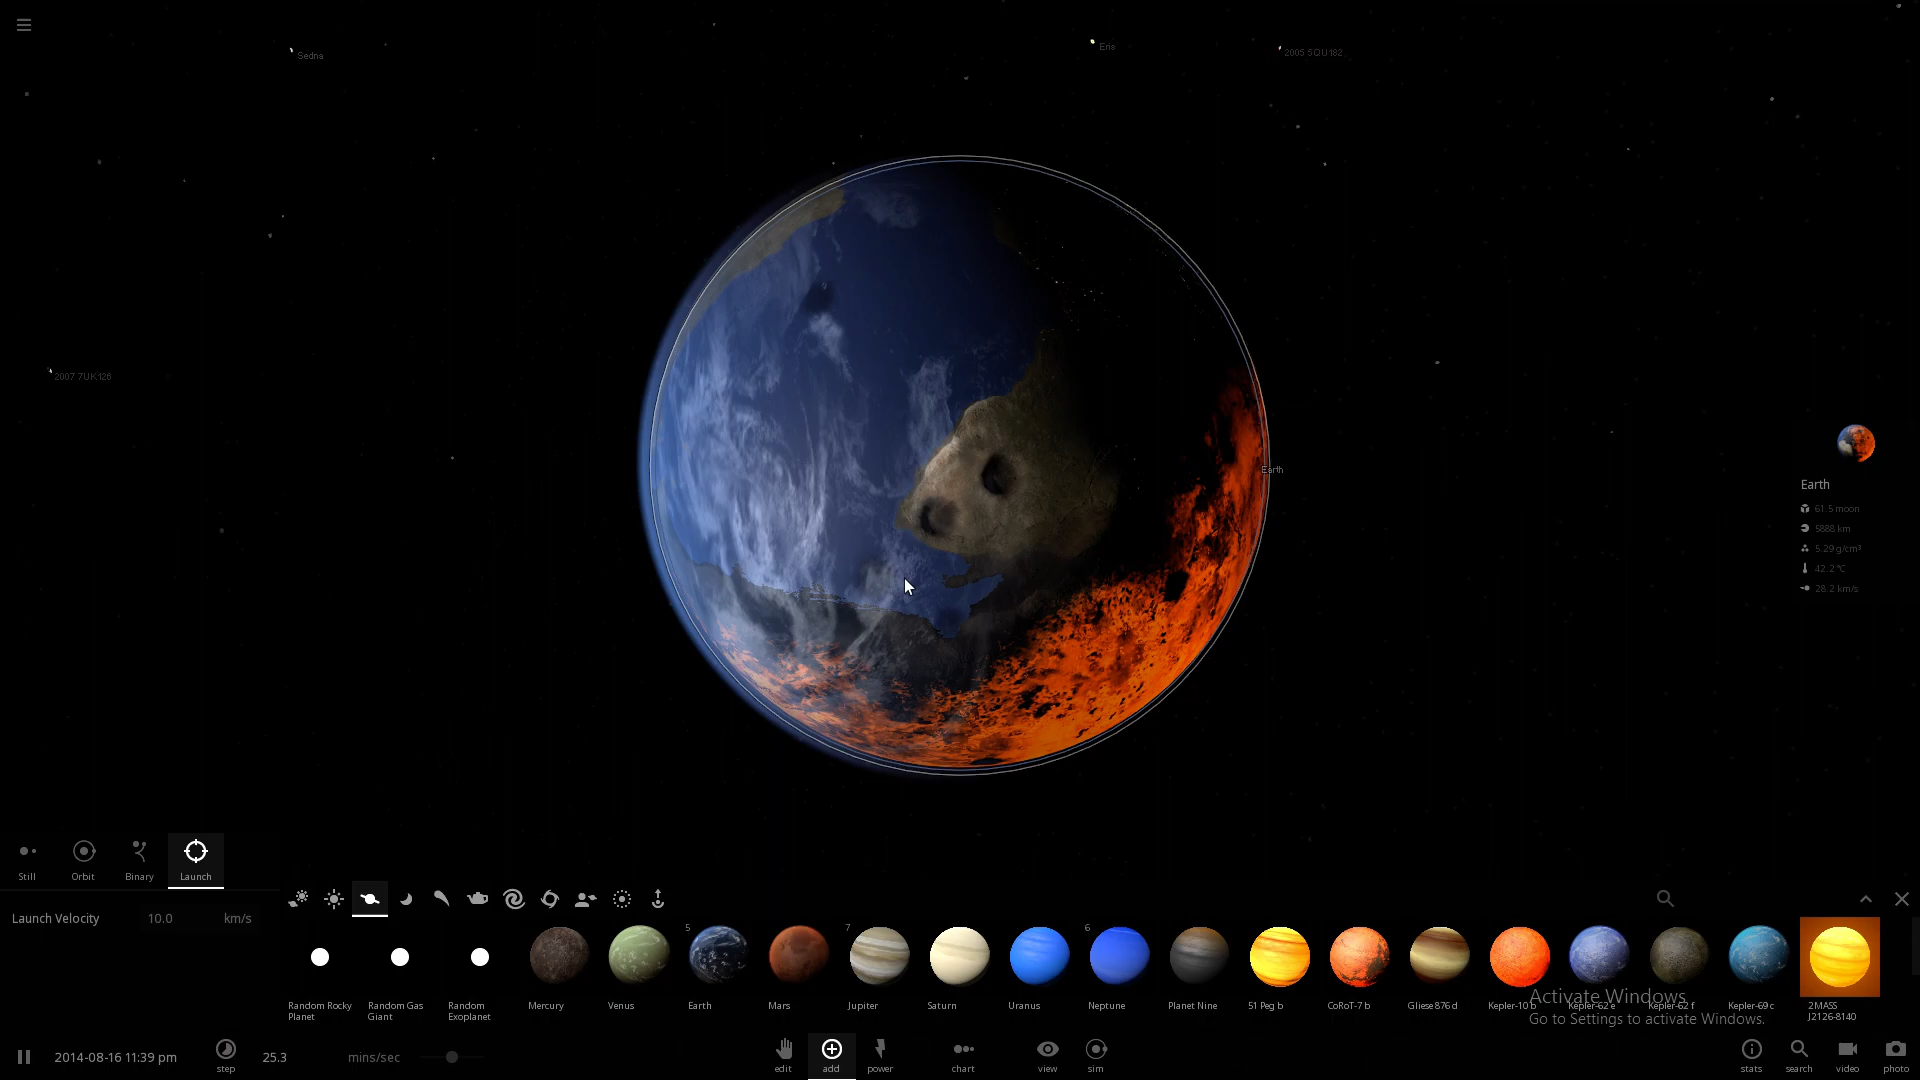 Sedna
Eris
2005 SQU182
2007 7UK126
Earth
Earth
61.5 moon
5888 km
5.29 g/cm³
42.2 °C
28.2 km/s
Still
Orbit
Binary
Launch
Launch Velocity
10.0
km/s
5
7
6
Random Rocky
Planet
Random Gas
Giant
Random
Exoplanet
Mercury
Venus
Earth
Mars
Jupiter
Saturn
Uranus
Neptune
Planet Nine
51 Peg b
CoRoT-7 b
Gliese 876 d
Kepler-10 b
Kepler-62 e
Kepler-62 f
Kepler-69 c
2MASS
J2126-8140
Activate Windows
Go to Settings to activate Windows.
2014-08-16 11:39 pm
step
25.3
mins/sec
edit
add
power
chart
view
sim
stats
search
video
photo